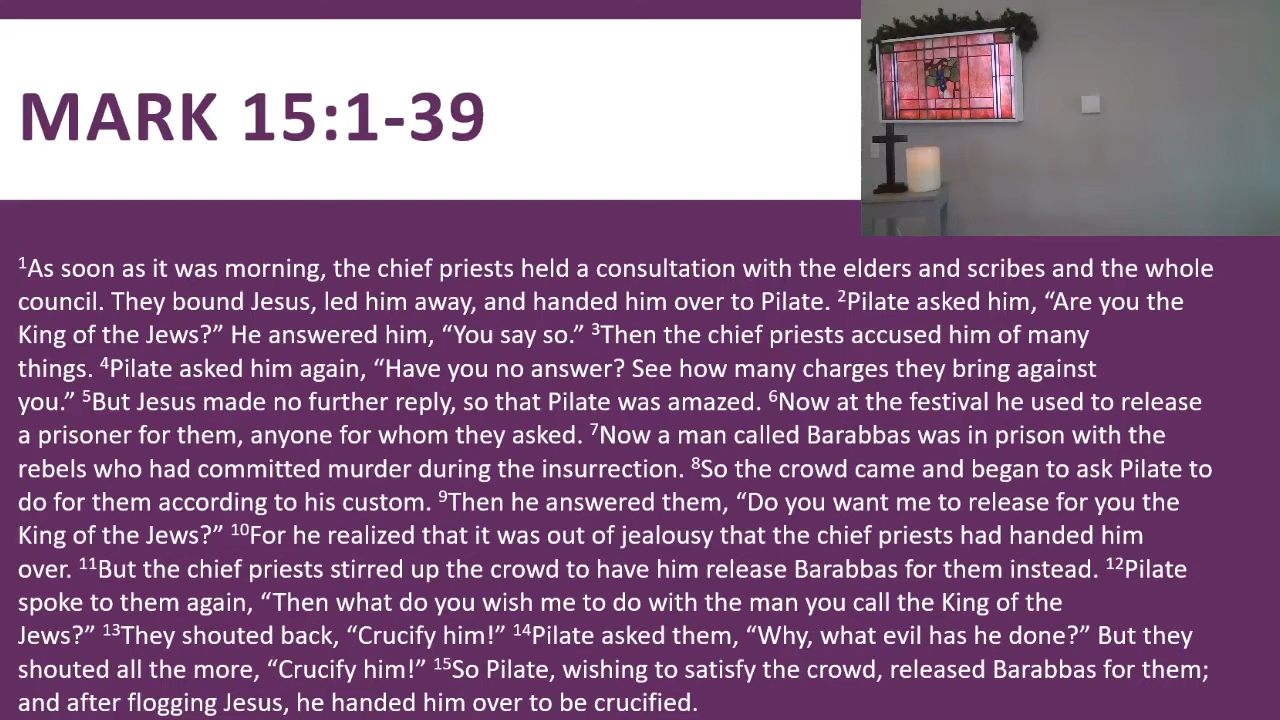 MARK 15:1-39
¹As soon as it was morning, the chief priests held a consultation with the elders and scribes and the whole
council. They bound Jesus, led him away, and handed him over to Pilate. ²Pilate asked him, “Are you the
King of the Jews?” He answered him, “You say so.” ³Then the chief priests accused him of many
things. ⁴Pilate asked him again, “Have you no answer? See how many charges they bring against
you.” ⁵But Jesus made no further reply, so that Pilate was amazed. ⁶Now at the festival he used to release
a prisoner for them, anyone for whom they asked. ⁷Now a man called Barabbas was in prison with the
rebels who had committed murder during the insurrection. ⁸So the crowd came and began to ask Pilate to
do for them according to his custom. ⁹Then he answered them, “Do you want me to release for you the
King of the Jews?” ¹⁰For he realized that it was out of jealousy that the chief priests had handed him
over. ¹¹But the chief priests stirred up the crowd to have him release Barabbas for them instead. ¹²Pilate
spoke to them again, “Then what do you wish me to do with the man you call the King of the
Jews?” ¹³They shouted back, “Crucify him!” ¹⁴Pilate asked them, “Why, what evil has he done?” But they
shouted all the more, “Crucify him!” ¹⁵So Pilate, wishing to satisfy the crowd, released Barabbas for them;
and after flogging Jesus, he handed him over to be crucified.